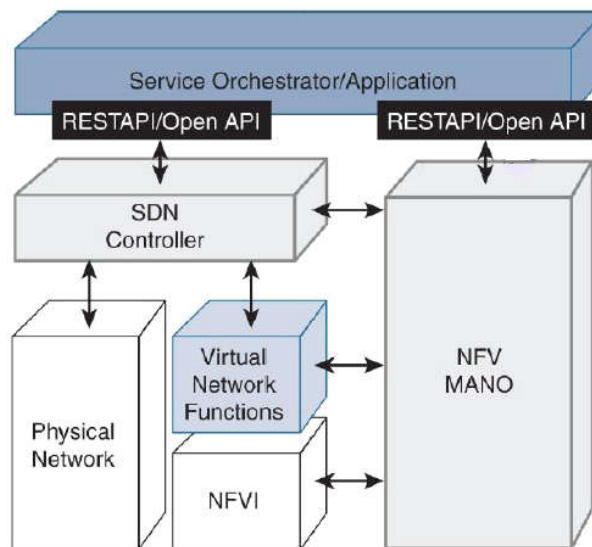 Service Orchestrator/Application
RESTAPI/Open API
RESTAPI/Open API
SDN
Controller
Virtual
Network
Functions
NFV
MANO
Physical
Network
NFVI